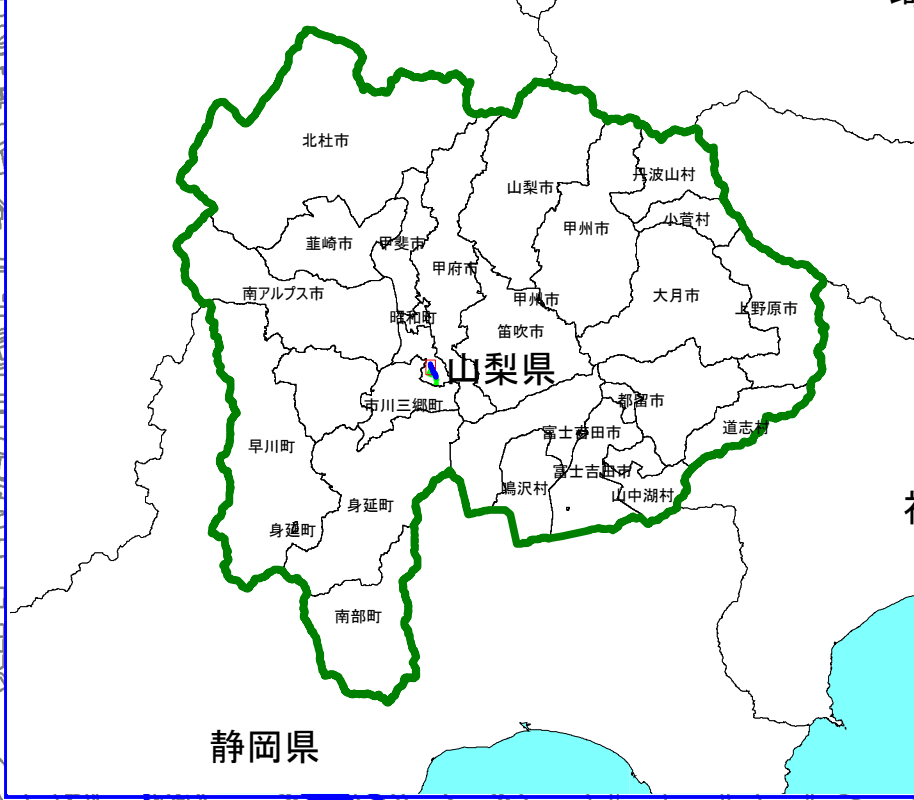 北杜市
丹波山村
山梨市
小菅村
甲州市
韮崎市
甲斐市
甲府市
南アルプス市
甲州市
大月市
上野原市
昭和町
笛吹市
山梨県
市川三郷町
都留市
道志村
富士吉田市
早川町
富士吉田市
鳴沢村
山中湖村
身延町
身延町
南部町
静岡県